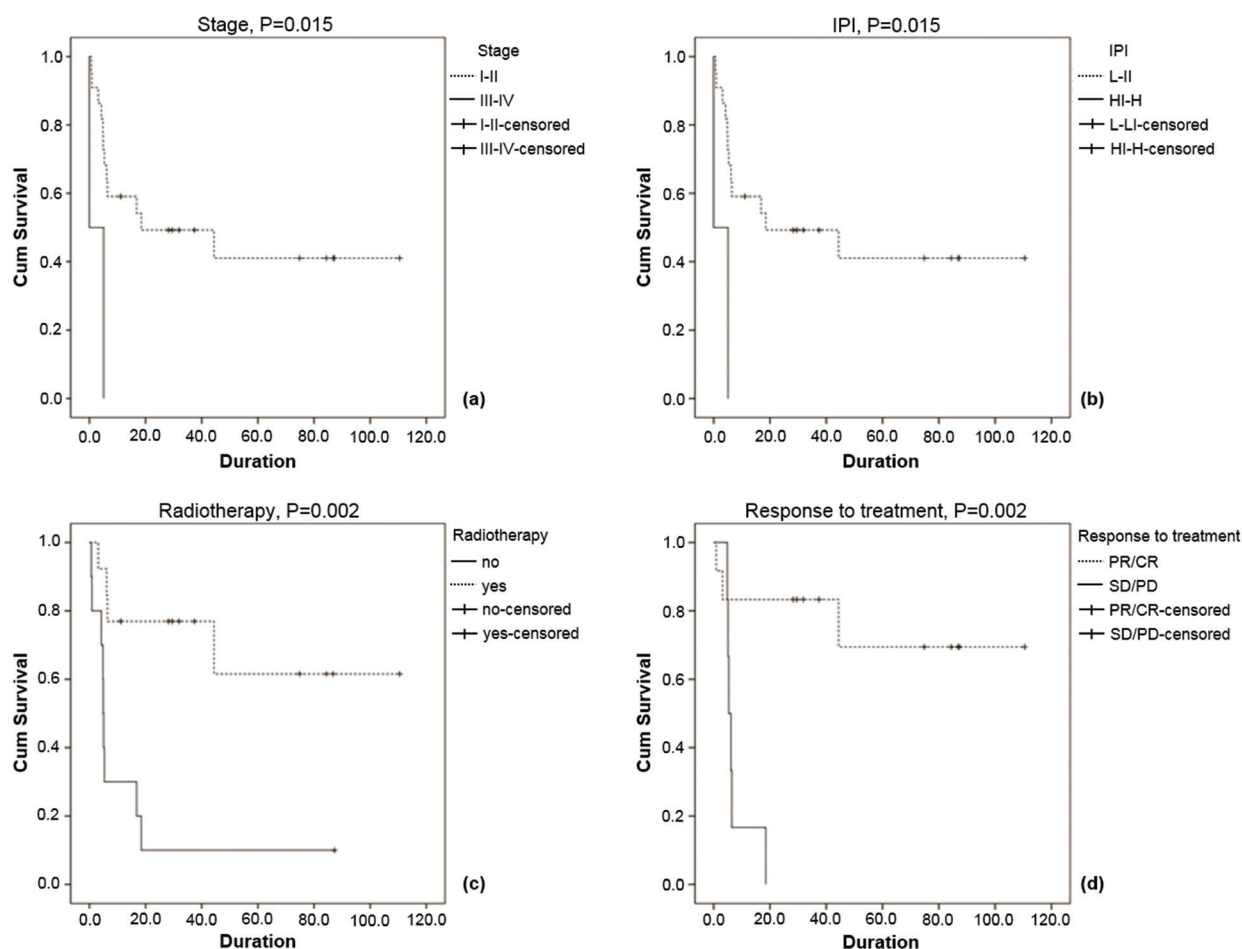 Stage, P=0.015
Stage
I-II
III-IV
I-II-censored
III-IV-censored
Cum Survival
1.0
0.8
0.6
0.4
0.2
0.0
0.0 20.0 40.0 60.0 80.0 100.0 120.0
Duration
(a)
IPI, P=0.015
IPI
L-II
HI-H
L-LI-censored
HI-H-censored
Cum Survival
1.0
0.8
0.6
0.4
0.2
0.0
0.0 20.0 40.0 60.0 80.0 100.0 120.0
Duration
(b)
Radiotherapy, P=0.002
Radiotherapy
no
yes
no-censored
yes-censored
Cum Survival
1.0
0.8
0.6
0.4
0.2
0.0
0.0 20.0 40.0 60.0 80.0 100.0 120.0
Duration
(c)
Response to treatment, P=0.002
Response to treatment
PR/CR
SD/PD
PR/CR-censored
SD/PD-censored
Cum Survival
1.0
0.8
0.6
0.4
0.2
0.0
0.0 20.0 40.0 60.0 80.0 100.0 120.0
Duration
(d)